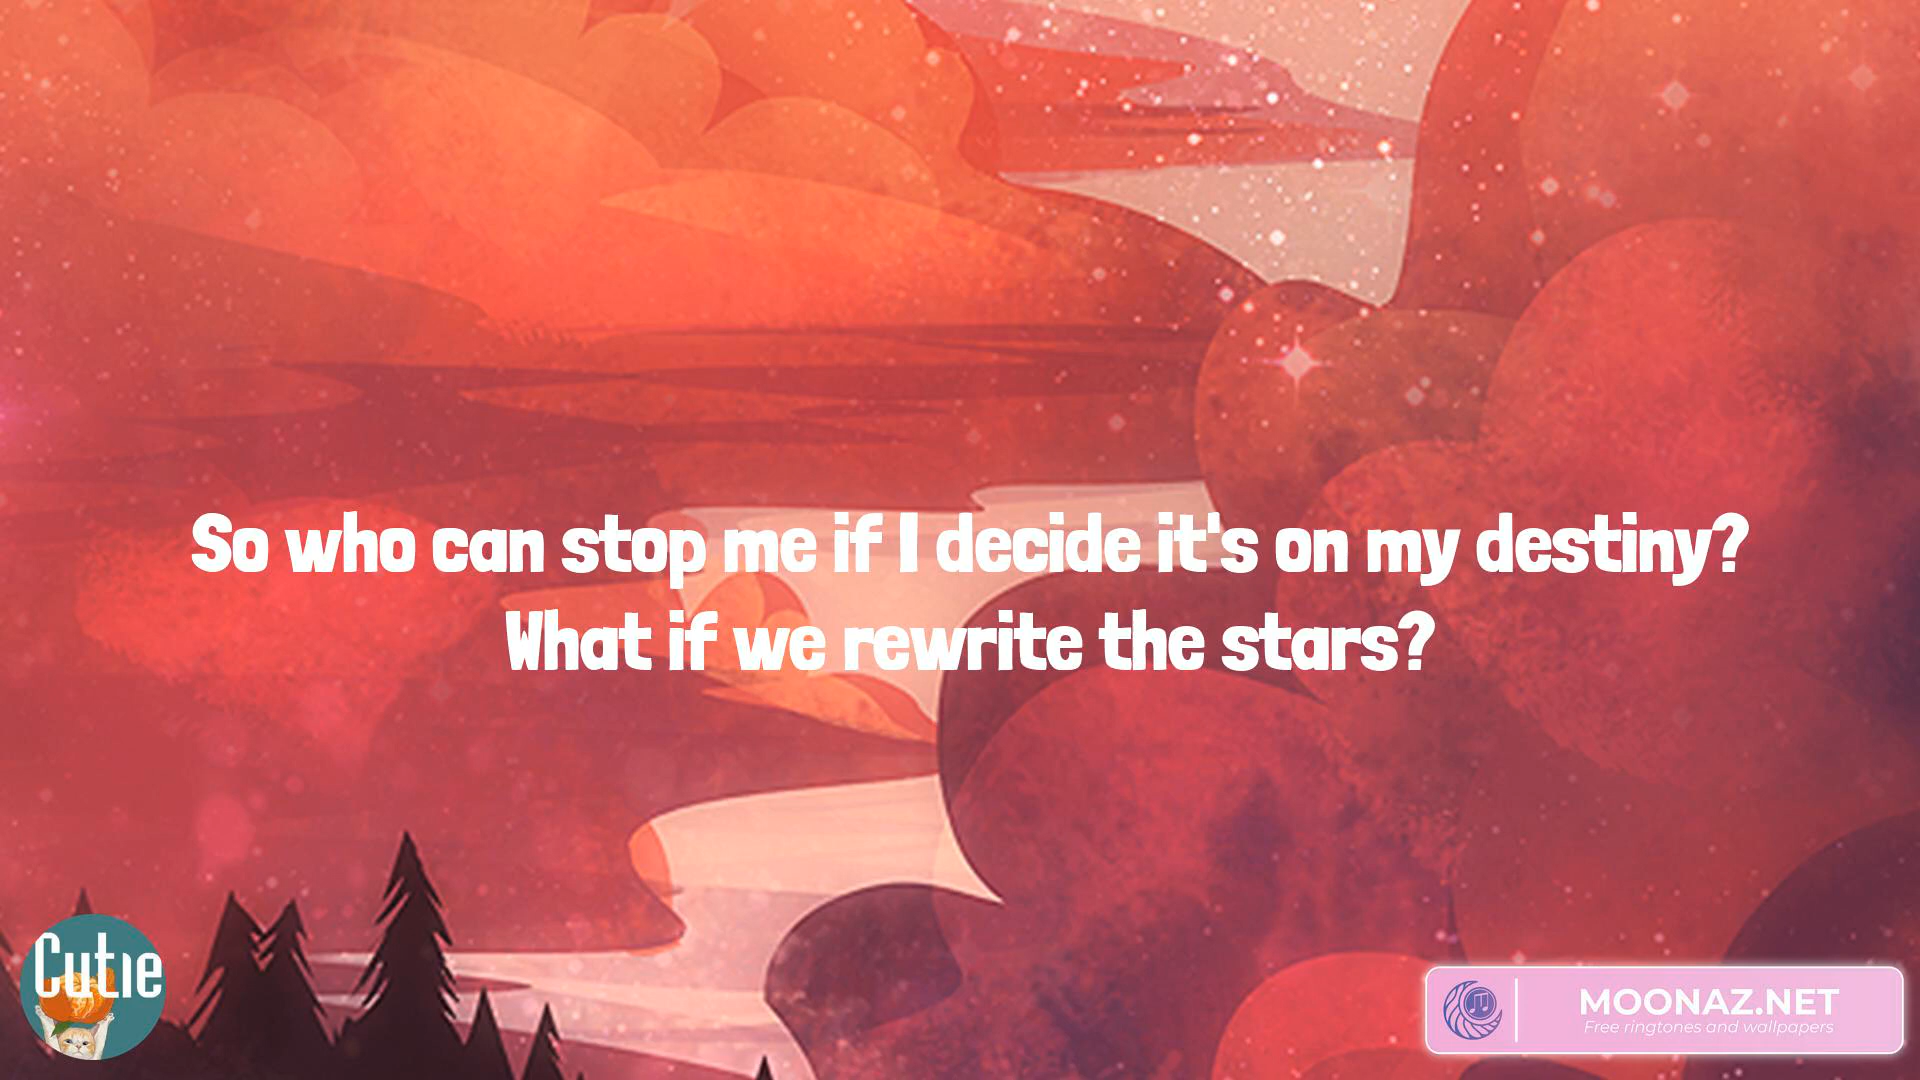 So who can stop me if I decide it's on my destiny?
What if we rewrite the stars?
Cutie
MOONAZ.NET
Free ringtones and wallpapers